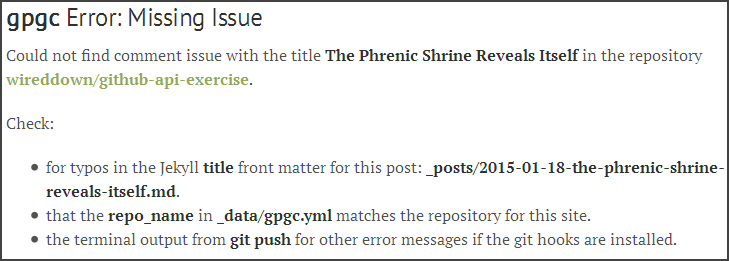 gpgc Error: Missing Issue
Could not find comment issue with the title The Phrenic Shrine Reveals Itself in the repository
wireddown/github-api-exercise.
Check:
• for typos in the Jekyll title front matter for this post: _posts/2015-01-18-the-phrenic-shrine-
reveals-itself.md.
• that the repo_name in _data/gpgc.yml matches the repository for this site.
• the terminal output from git push for other error messages if the git hooks are installed.